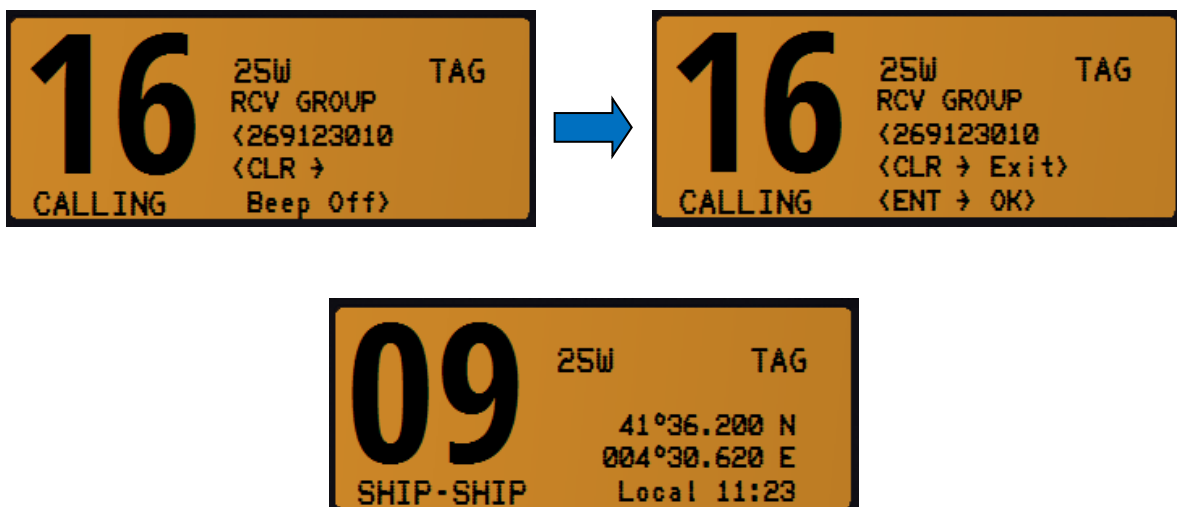 16
25W TAG
RCV GROUP
<269123010
<CLR →
Beep Off>
CALLING
16
25W TAG
RCV GROUP
<269123010
<CLR → Exit>
<ENT → OK>
CALLING
09
25W TAG
41°36.200 N
004°30.620 E
Local 11:23
SHIP-SHIP